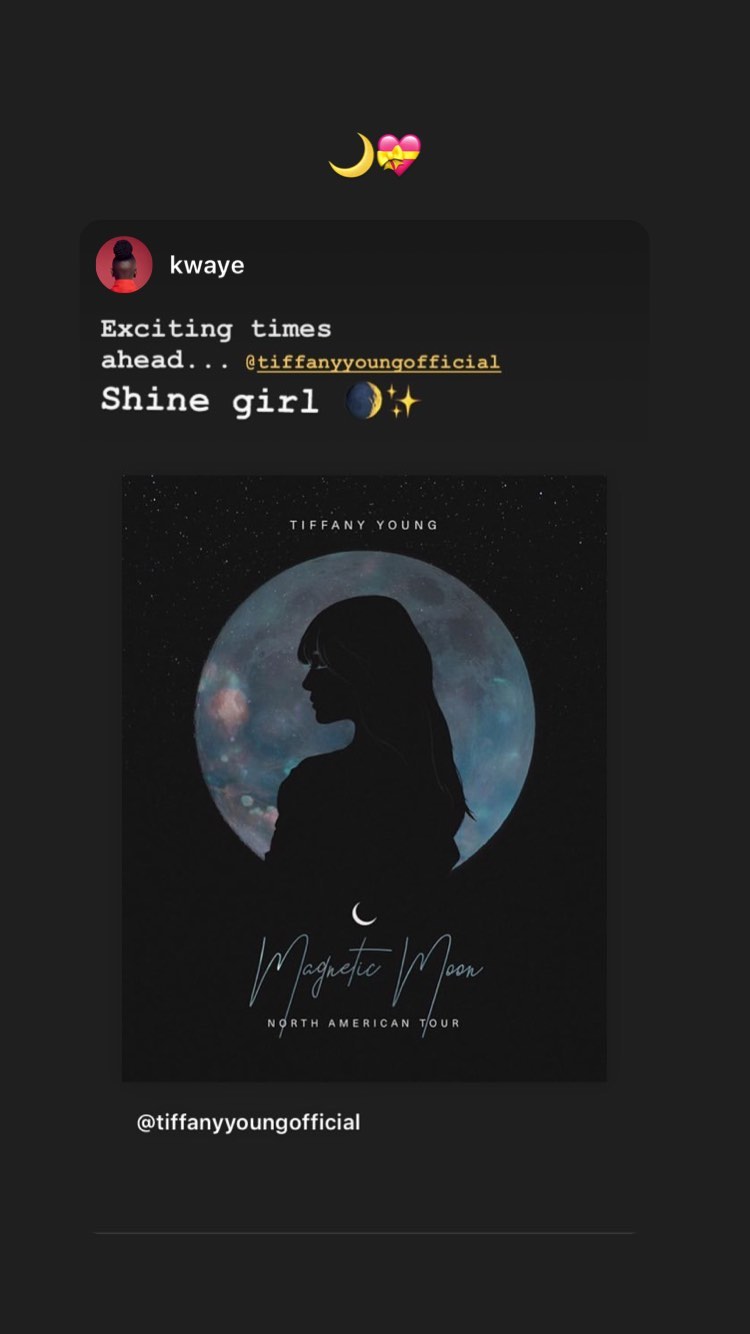 🌙💝
kwaye
Exciting times
ahead... @tiffanyyoungofficial
Shine girl 🌒✨
TIFFANY YOUNG
Magnetic Moon
NORTH AMERICAN TOUR
@tiffanyyoungofficial